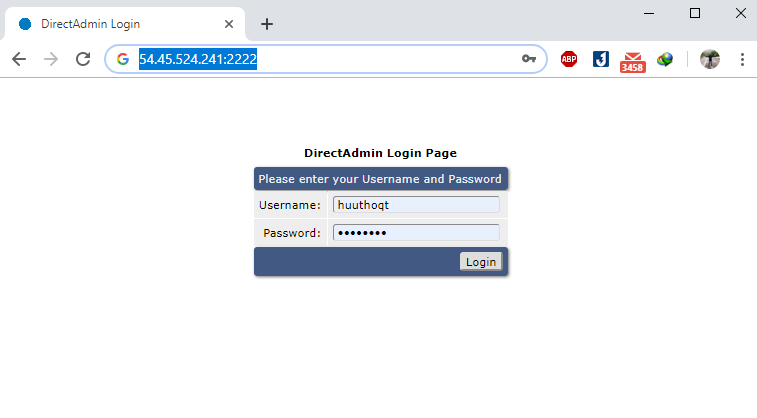 DirectAdmin Login
54.45.524.241:2222
ABP
3458
DirectAdmin Login Page
Please enter your Username and Password
Username: huuthoqt
Password: ••••••••
Login